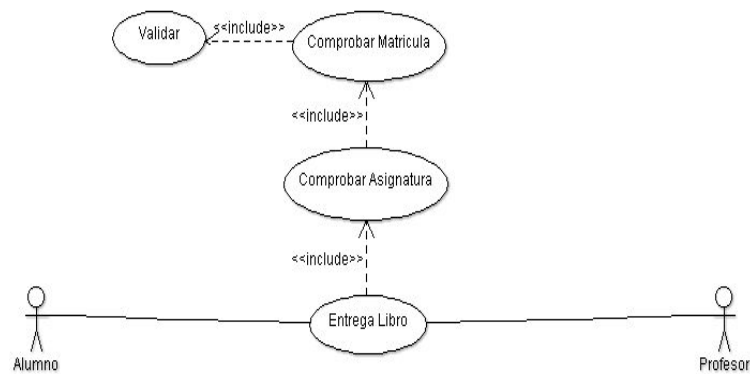 Validar
<<include>>
Comprobar Matricula
<<include>>
Comprobar Asignatura
<<include>>
Entrega Libro
Alumno
Profesor